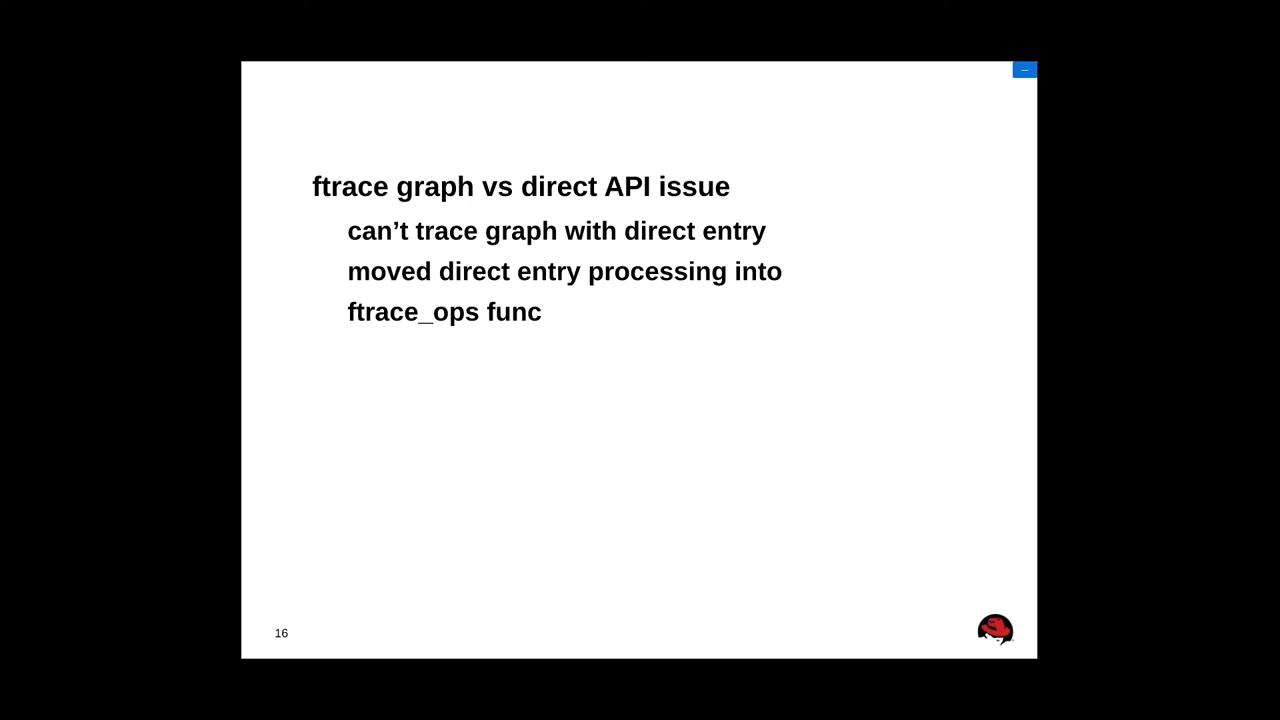 ftrace graph vs direct API issue
can’t trace graph with direct entry
moved direct entry processing into
ftrace_ops func
16